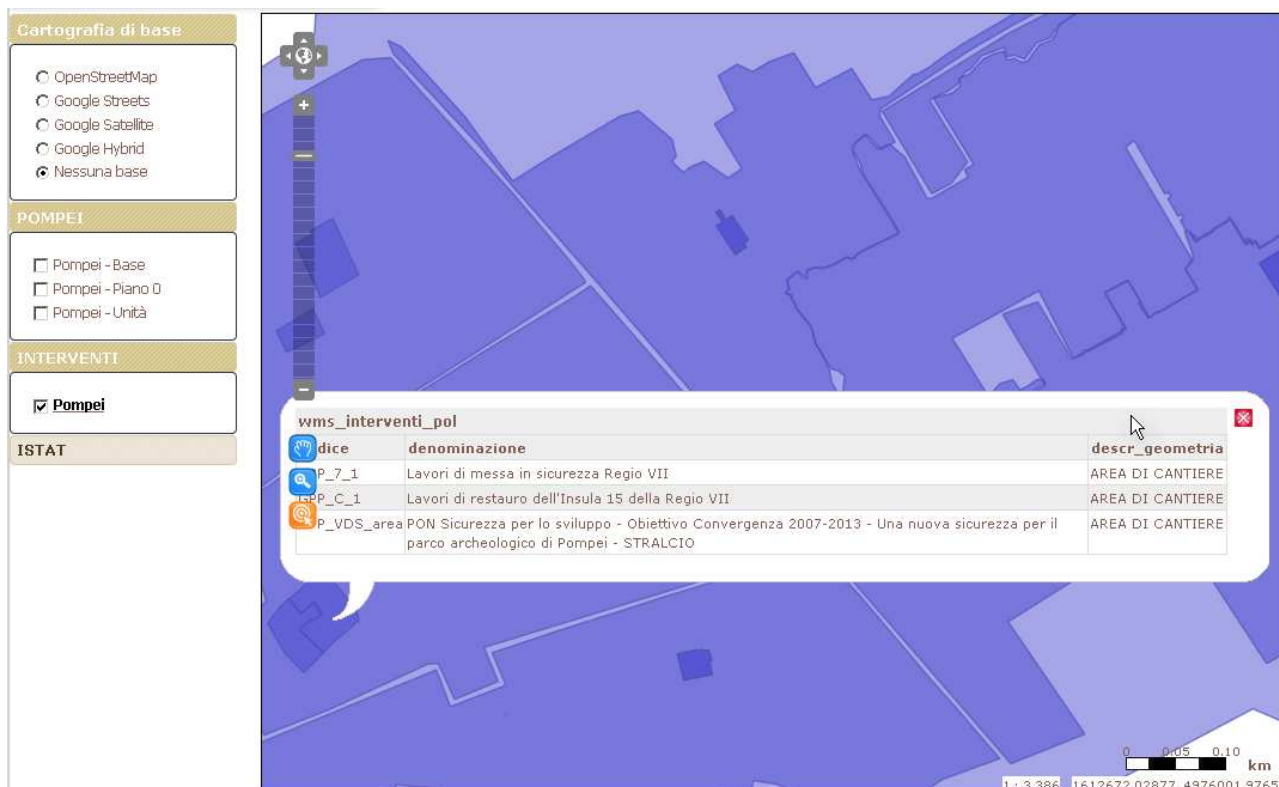 Cartografia di base
OpenStreetMap
Google Streets
Google Satellite
Google Hybrid
Nessuna base
POMPEI
Pompei - Base
Pompei - Piano 0
Pompei - Unità
INTERVENTI
Pompei
ISTAT
wms_interventi_pol
dice denominazione descr_geometria
P_7_1 Lavori di messa in sicurezza Regio VII AREA DI CANTIERE
GPP_C_1 Lavori di restauro dell'Insula 15 della Regio VII AREA DI CANTIERE
P_VDS_area PON Sicurezza per lo sviluppo - Obiettivo Convergenza 2007-2013 - Una nuova sicurezza per il AREA DI CANTIERE
parco archeologico di Pompei - STRALCIO
0 0.05 0.10
km
1 : 3.386 1612672.02877, 4976001.9765